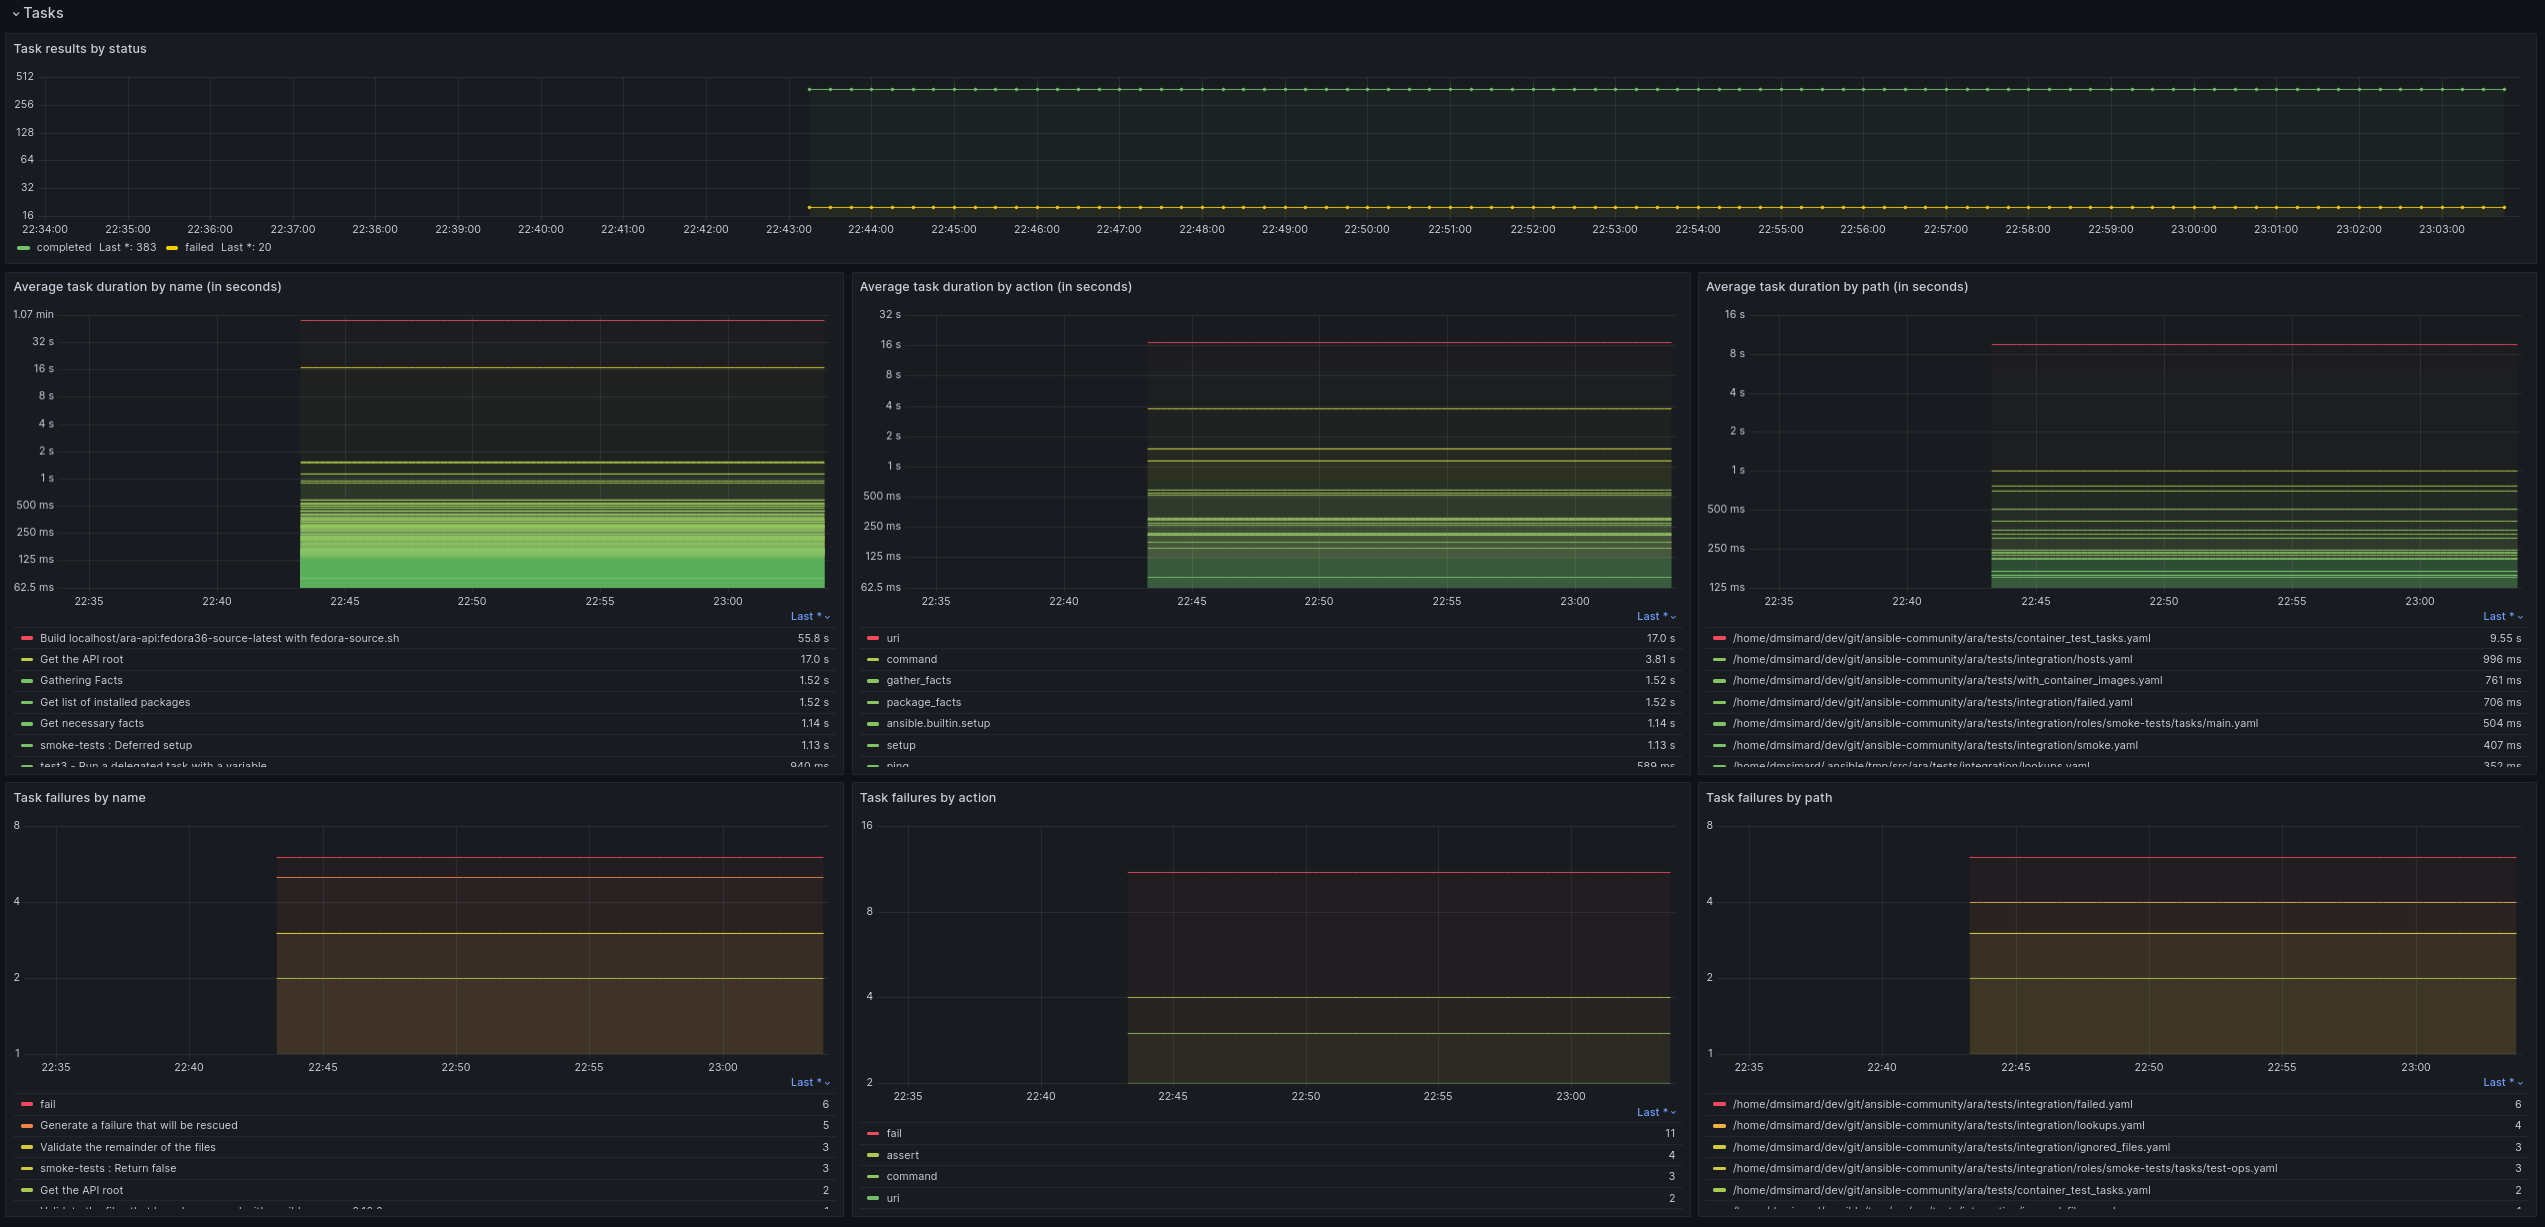 Tasks
Task results by status
512
256
128
64
32
16
22:34:00 22:35:00 22:36:00 22:37:00 22:38:00 22:39:00 22:40:00 22:41:00 22:42:00 22:43:00 22:44:00 22:45:00 22:46:00 22:47:00 22:48:00 22:49:00 22:50:00 22:51:00 22:52:00 22:53:00 22:54:00 22:55:00 22:56:00 22:57:00 22:58:00 22:59:00 23:00:00 23:01:00 23:02:00 23:03:00
completed Last *: 383 failed Last *: 20
Average task duration by name (in seconds)
1.07 min
32 s
16 s
8 s
4 s
2 s
1 s
500 ms
250 ms
125 ms
62.5 ms
22:35 22:40 22:45 22:50 22:55 23:00
Last *
Build localhost/ara-api:fedora36-source-latest with fedora-source.sh 55.8 s
Get the API root 17.0 s
Gathering Facts 1.52 s
Get list of installed packages 1.52 s
Get necessary facts 1.14 s
smoke-tests : Deferred setup 1.13 s
test3 - Run a delegated task with a variable 940 ms
Average task duration by action (in seconds)
32 s
16 s
8 s
4 s
2 s
1 s
500 ms
250 ms
125 ms
62.5 ms
22:35 22:40 22:45 22:50 22:55 23:00
Last *
uri 17.0 s
command 3.81 s
gather_facts 1.52 s
package_facts 1.52 s
ansible.builtin.setup 1.14 s
setup 1.13 s
ping 589 ms
Average task duration by path (in seconds)
16 s
8 s
4 s
2 s
1 s
500 ms
250 ms
125 ms
22:35 22:40 22:45 22:50 22:55 23:00
Last *
/home/dmsimard/dev/git/ansible-community/ara/tests/container_test_tasks.yaml 9.55 s
/home/dmsimard/dev/git/ansible-community/ara/tests/integration/hosts.yaml 996 ms
/home/dmsimard/dev/git/ansible-community/ara/tests/with_container_images.yaml 761 ms
/home/dmsimard/dev/git/ansible-community/ara/tests/integration/failed.yaml 706 ms
/home/dmsimard/dev/git/ansible-community/ara/tests/integration/roles/smoke-tests/tasks/main.yaml 504 ms
/home/dmsimard/dev/git/ansible-community/ara/tests/integration/smoke.yaml 407 ms
/home/dmsimard/.ansible/tmp/src/ara/tests/integration/lookups.yaml 352 ms
Task failures by name
8
4
2
1
22:35 22:40 22:45 22:50 22:55 23:00
Last *
fail 6
Generate a failure that will be rescued 5
Validate the remainder of the files 3
smoke-tests : Return false 3
Get the API root 2
Task failures by action
16
8
4
2
22:35 22:40 22:45 22:50 22:55 23:00
Last *
fail 11
assert 4
command 3
uri 2
Task failures by path
8
4
2
1
22:35 22:40 22:45 22:50 22:55 23:00
Last *
/home/dmsimard/dev/git/ansible-community/ara/tests/integration/failed.yaml 6
/home/dmsimard/dev/git/ansible-community/ara/tests/integration/lookups.yaml 4
/home/dmsimard/dev/git/ansible-community/ara/tests/integration/ignored_files.yaml 3
/home/dmsimard/dev/git/ansible-community/ara/tests/integration/roles/smoke-tests/tasks/test-ops.yaml 3
/home/dmsimard/dev/git/ansible-community/ara/tests/container_test_tasks.yaml 2